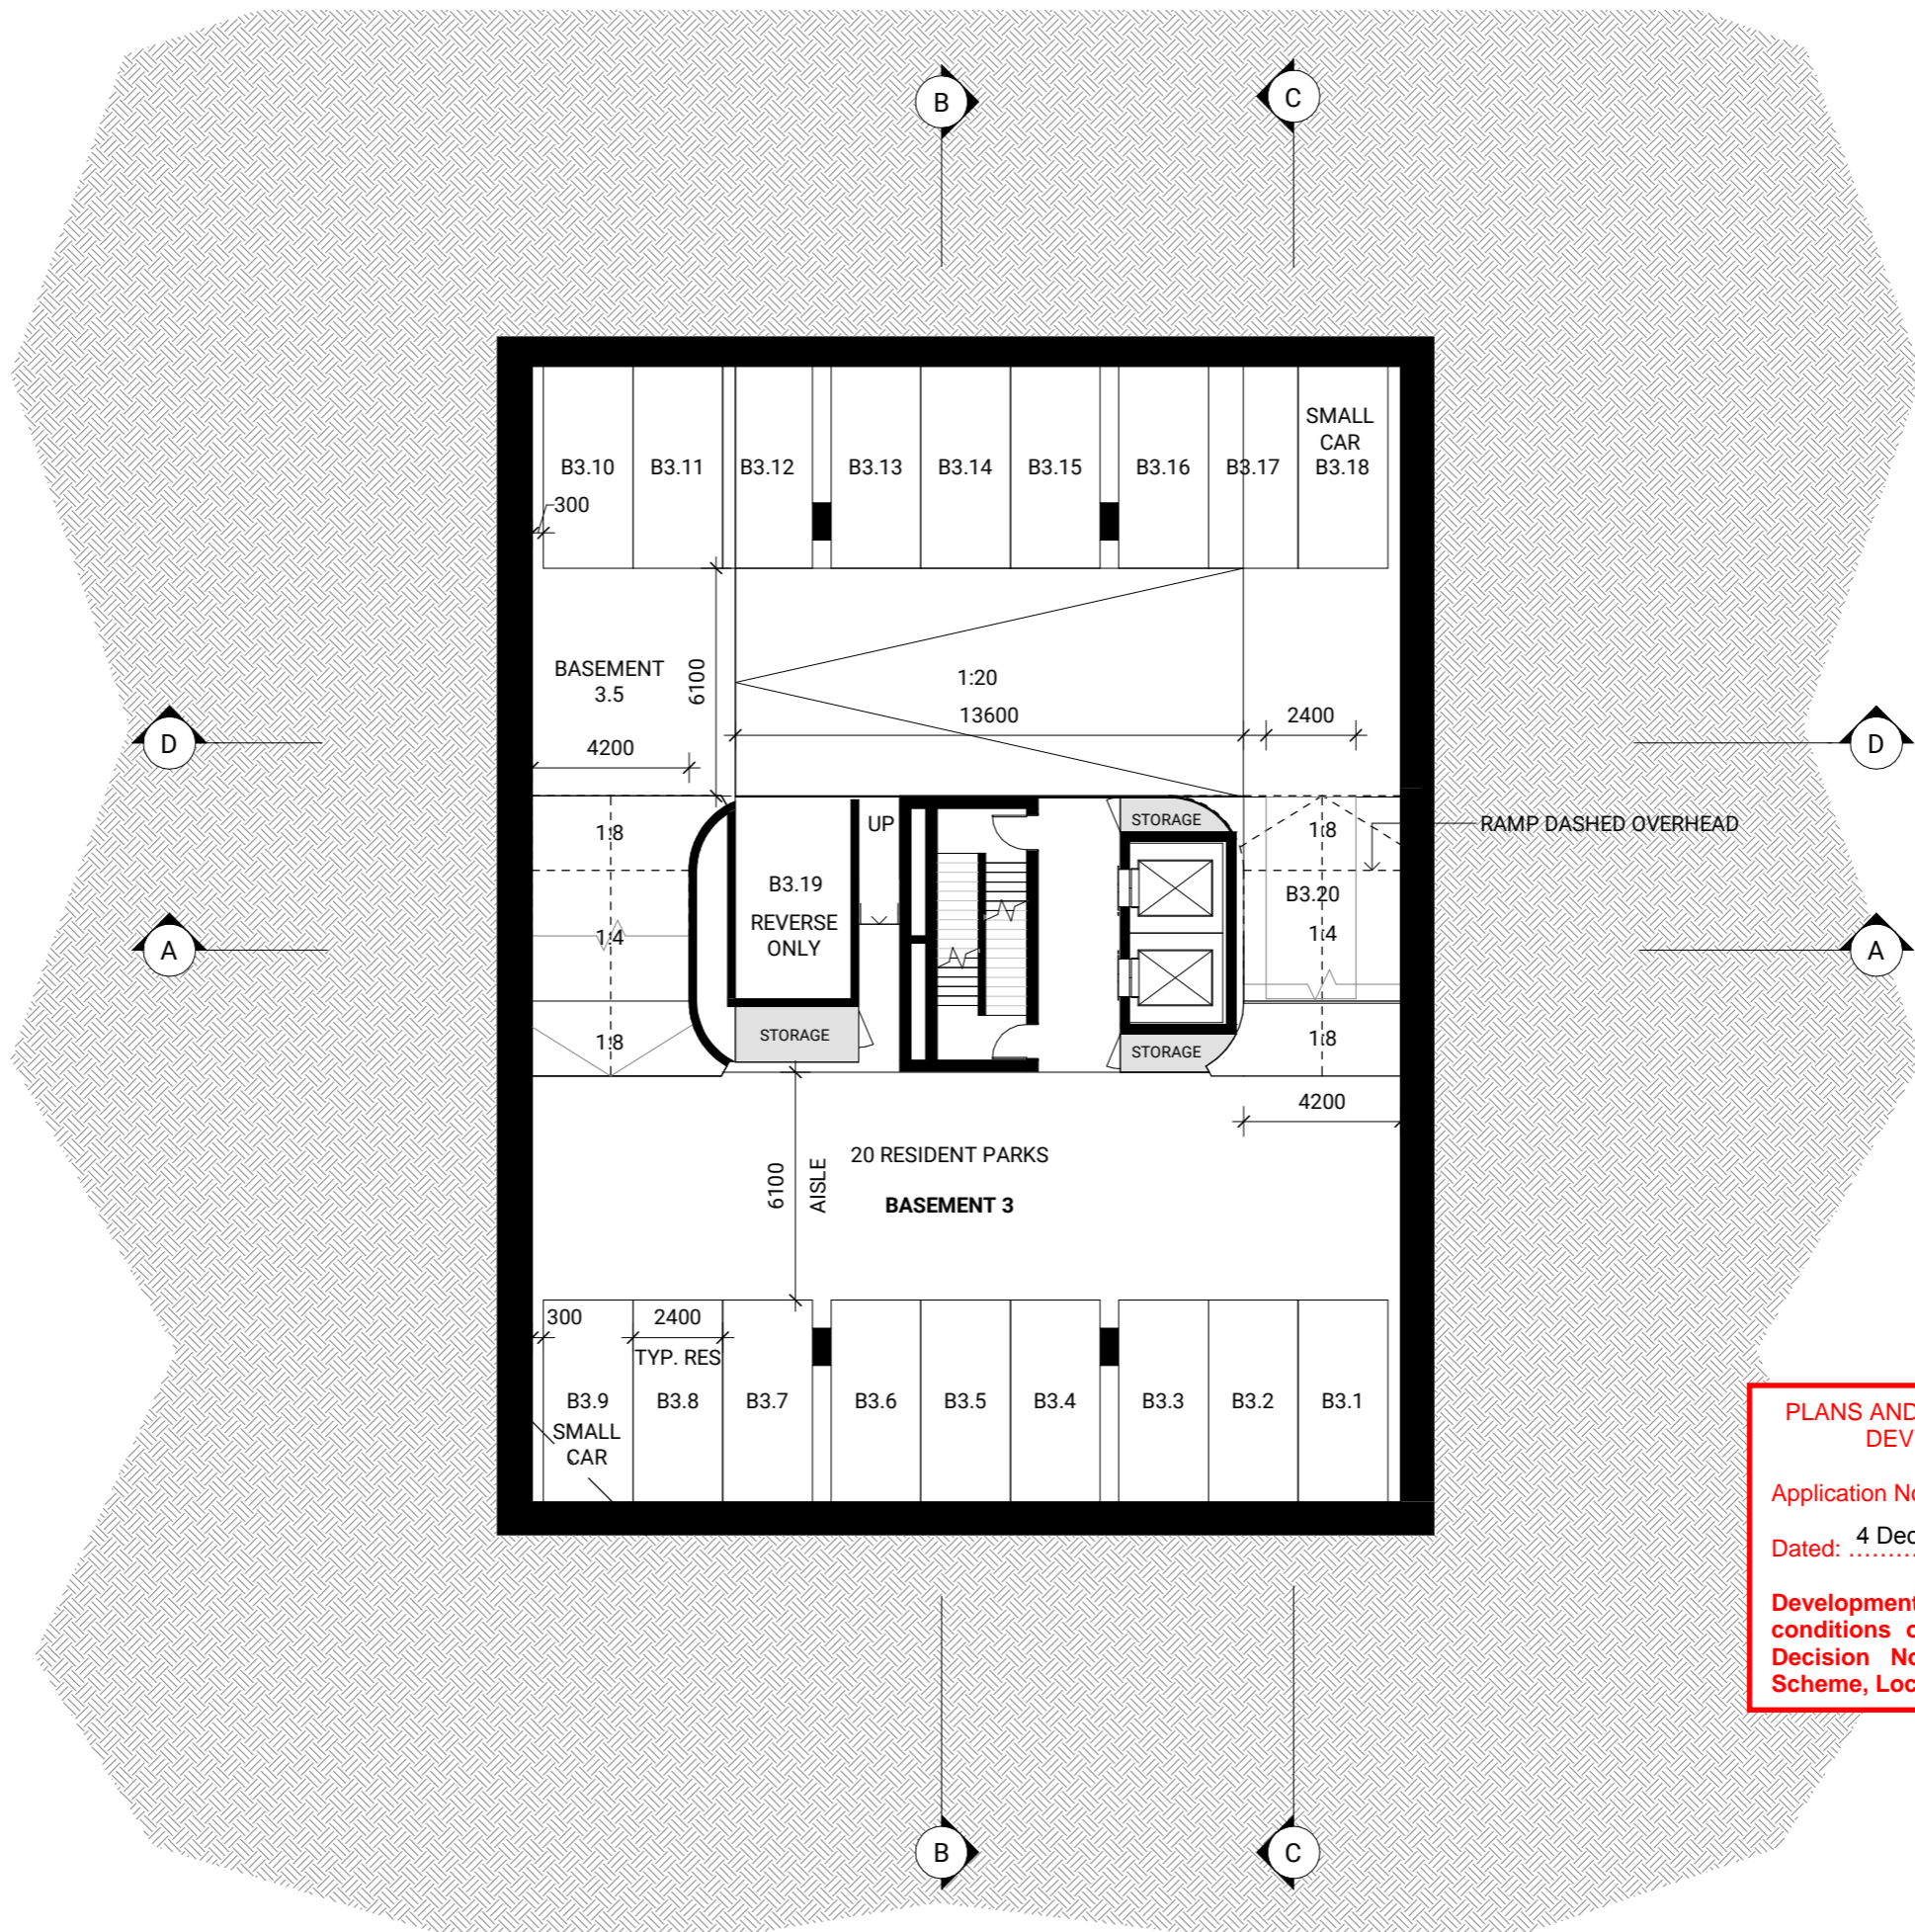 B
C
SMALL
CAR
B3.10
B3.11
B3.12
B3.13
B3.14
B3.15
B3.16
B3.17
B3.18
300
BASEMENT
3.5
6100
1:20
13600
2400
D
D
4200
1:8
UP
STORAGE
1:8
RAMP DASHED OVERHEAD
B3.19
REVERSE
ONLY
B3.20
A
1:4
1:4
A
1:8
STORAGE
STORAGE
1:8
4200
6100
AISLE
20 RESIDENT PARKS
BASEMENT 3
300
2400
TYP. RES
B3.9
B3.8
B3.7
B3.6
B3.5
B3.4
B3.3
B3.2
B3.1
SMALL
CAR
PLANS AND
DEV
Application No
Dated: 4 Dec
Development
conditions o
Decision No
Scheme, Loc
B
C